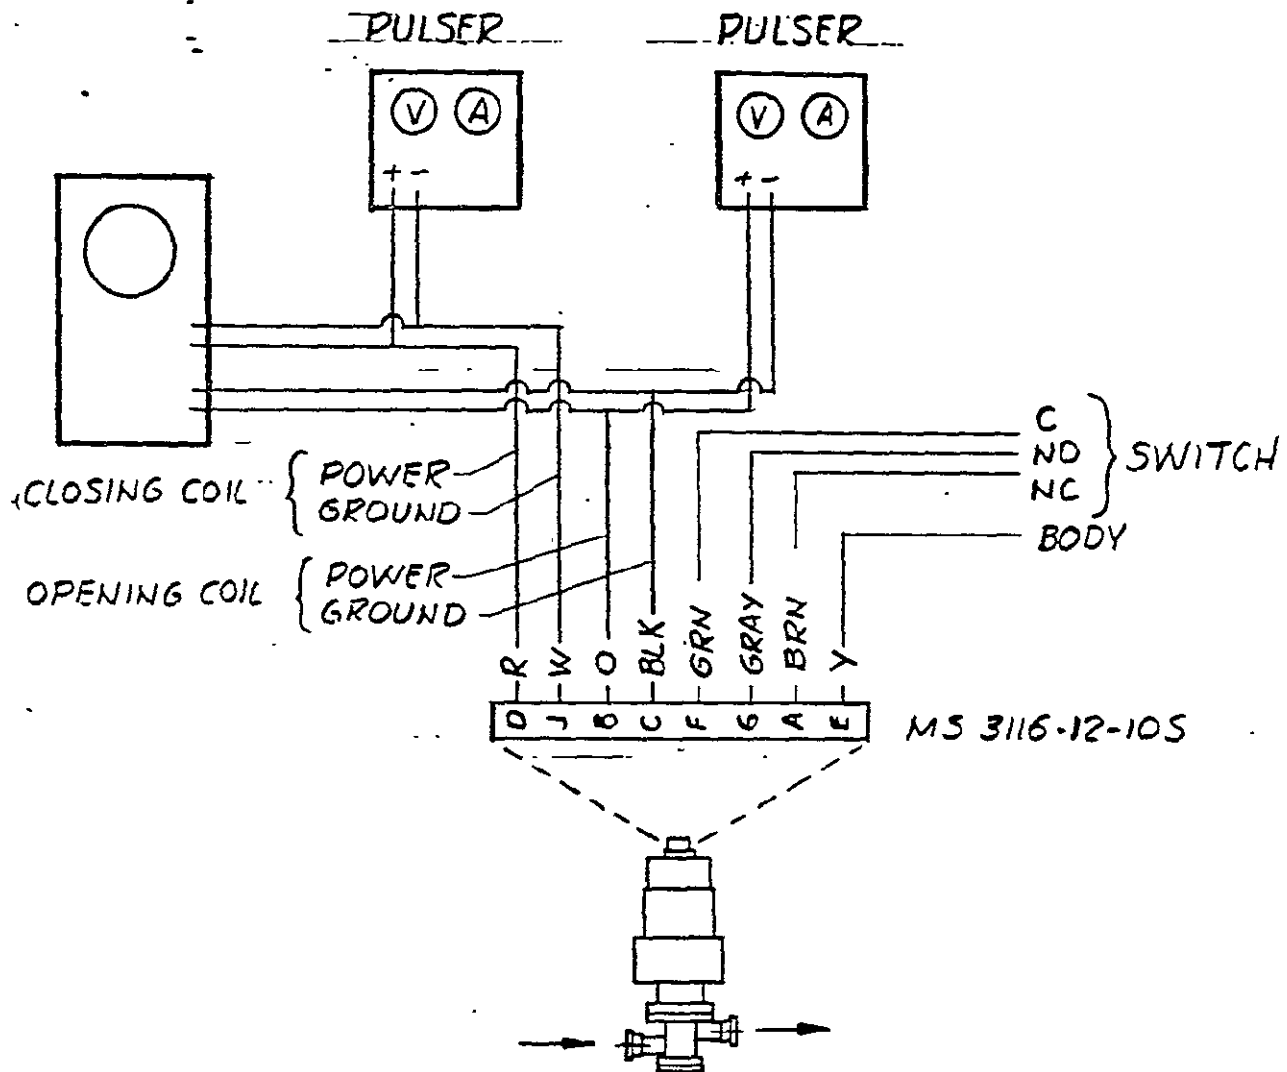 PULSER
PULSER
V A
V A
+ -
+ -
C
NO
NC
SWITCH
BODY
CLOSING COIL
POWER
GROUND
OPENING COIL
POWER
GROUND
R W O BLK GRN GRAY BRN Y
D J B C F G A E
MS 3116-12-10S